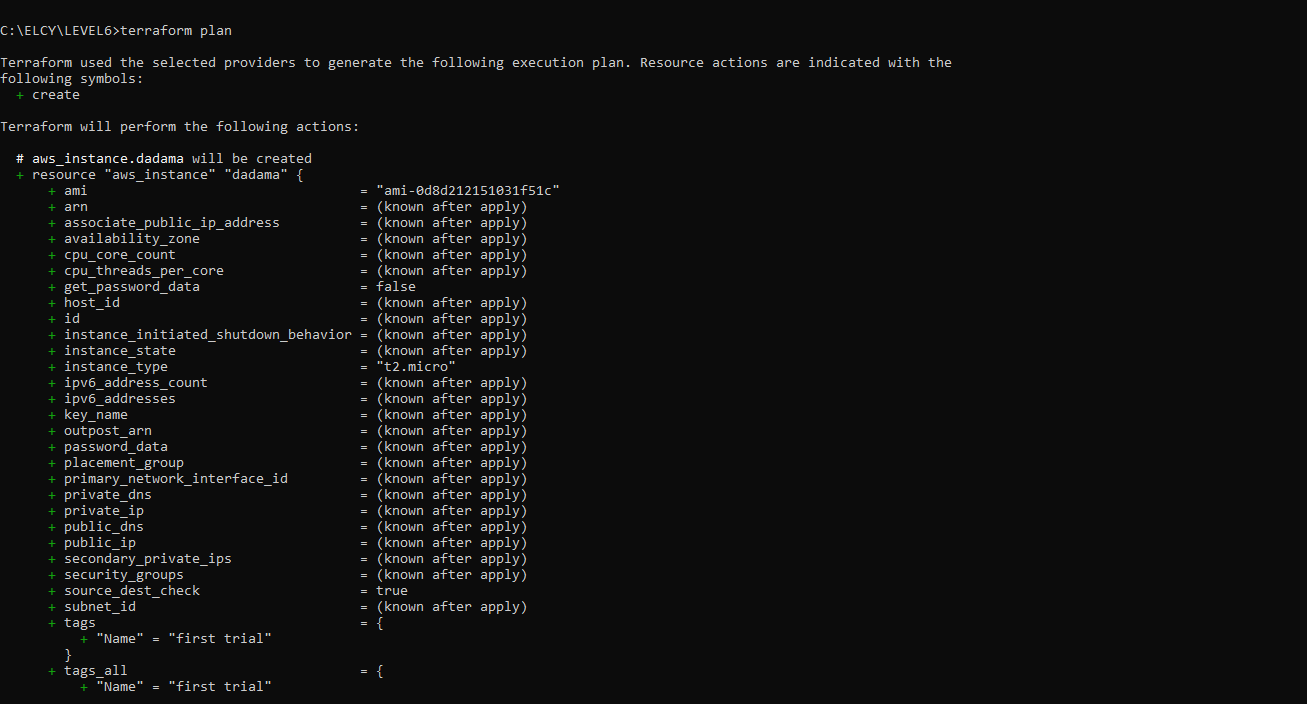 C:\ELCY\LEVEL6>terraform plan
Terraform used the selected providers to generate the following execution plan. Resource actions are indicated with the
following symbols:
  + create
Terraform will perform the following actions:
  # aws_instance.dadama will be created
  + resource "aws_instance" "dadama" {
      + ami                                  = "ami-0d8d212151031f51c"
      + arn                                  = (known after apply)
      + associate_public_ip_address          = (known after apply)
      + availability_zone                    = (known after apply)
      + cpu_core_count                       = (known after apply)
      + cpu_threads_per_core                 = (known after apply)
      + get_password_data                    = false
      + host_id                              = (known after apply)
      + id                                   = (known after apply)
      + instance_initiated_shutdown_behavior = (known after apply)
      + instance_state                       = (known after apply)
      + instance_type                        = "t2.micro"
      + ipv6_address_count                   = (known after apply)
      + ipv6_addresses                       = (known after apply)
      + key_name                             = (known after apply)
      + outpost_arn                          = (known after apply)
      + password_data                        = (known after apply)
      + placement_group                      = (known after apply)
      + primary_network_interface_id         = (known after apply)
      + private_dns                          = (known after apply)
      + private_ip                           = (known after apply)
      + public_dns                           = (known after apply)
      + public_ip                            = (known after apply)
      + secondary_private_ips                = (known after apply)
      + security_groups                      = (known after apply)
      + source_dest_check                    = true
      + subnet_id                            = (known after apply)
      + tags                                 = {
          + "Name" = "first trial"
        }
      + tags_all                             = {
          + "Name" = "first trial"